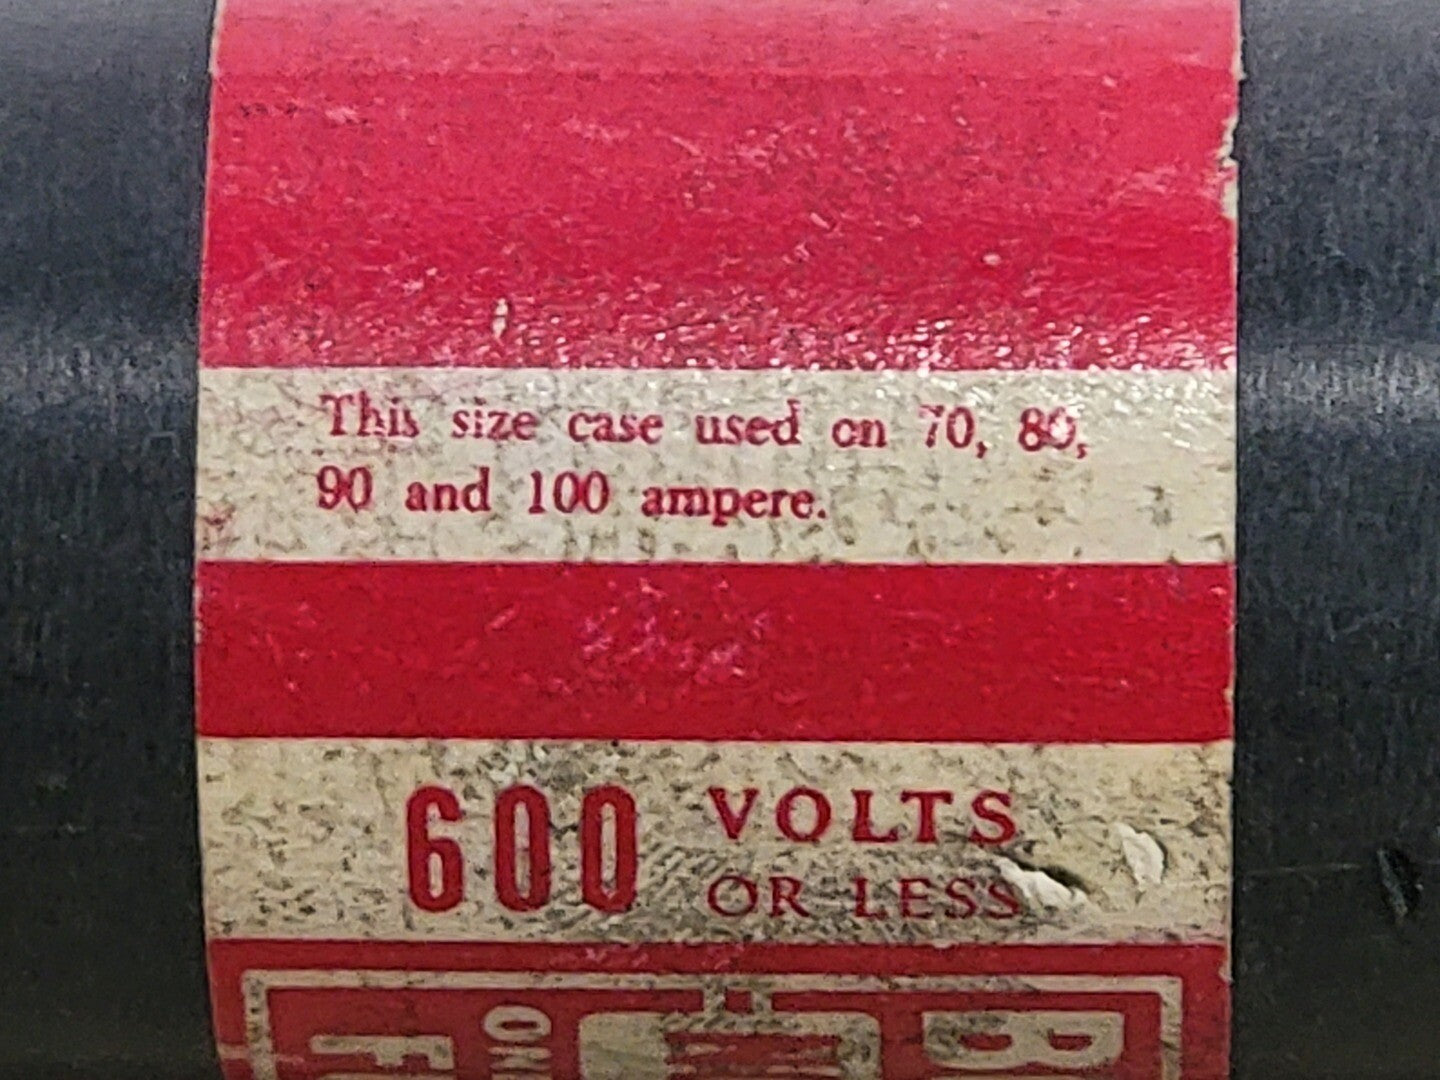 This size case used on 70, 80,
90 and 100 ampere.
600 VOLTS
OR LESS